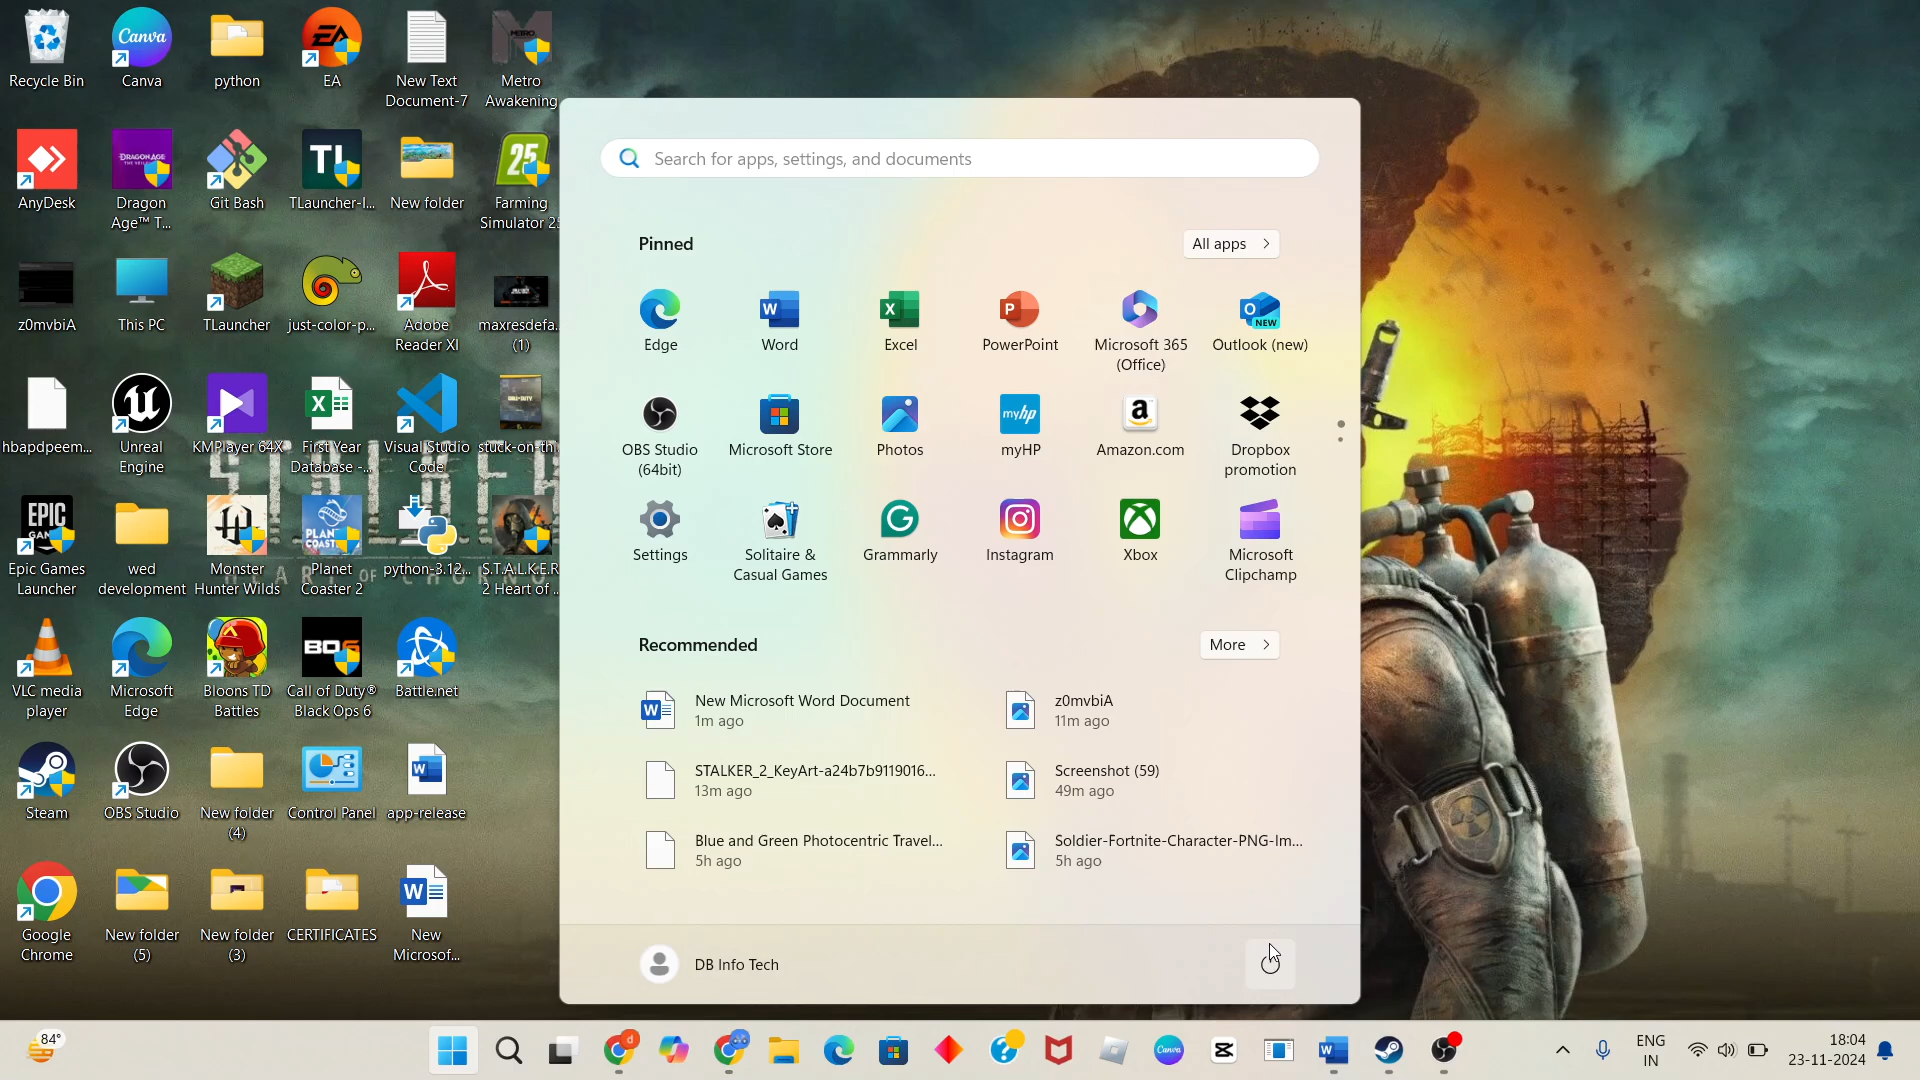 Recycle Bin
Canva
python
EA
New Text
Document-7
Metro
Awakening
AnyDesk
Dragon
Age™ T...
Git Bash
TLauncher-I...
New folder
Farming
Simulator 25
z0mvbiA
This PC
TLauncher
just-color-p...
Adobe
Reader XI
maxresdefa...
(1)
hbapdpeem...
Unreal
Engine
KMPlayer 64X
First Year
Database -...
Visual Studio
Code
stuck-on-th
Epic Games
Launcher
wed
development
Monster
Hunter Wilds
Planet
Coaster 2
python-3.12...
S.T.A.L.K.E.R
2 Heart of ...
VLC media
player
Microsoft
Edge
Bloons TD
Battles
Call of Duty®
Black Ops 6
Battle.net
Steam
OBS Studio
New folder
(4)
Control Panel
app-release
Google
Chrome
New folder
(5)
New folder
(3)
CERTIFICATES
New
Microsof...
Search for apps, settings, and documents
Pinned
All apps
Edge
Word
Excel
PowerPoint
Microsoft 365
(Office)
Outlook (new)
OBS Studio
(64bit)
Microsoft Store
Photos
myHP
Amazon.com
Dropbox
promotion
Settings
Solitaire &
Casual Games
Grammarly
Instagram
Xbox
Microsoft
Clipchamp
Recommended
More
New Microsoft Word Document
1m ago
z0mvbiA
11m ago
STALKER_2_KeyArt-a24b7b9119016...
13m ago
Screenshot (59)
49m ago
Blue and Green Photocentric Travel...
5h ago
Soldier-Fortnite-Character-PNG-Im...
5h ago
DB Info Tech
84°
ENG
IN
18:04
23-11-2024